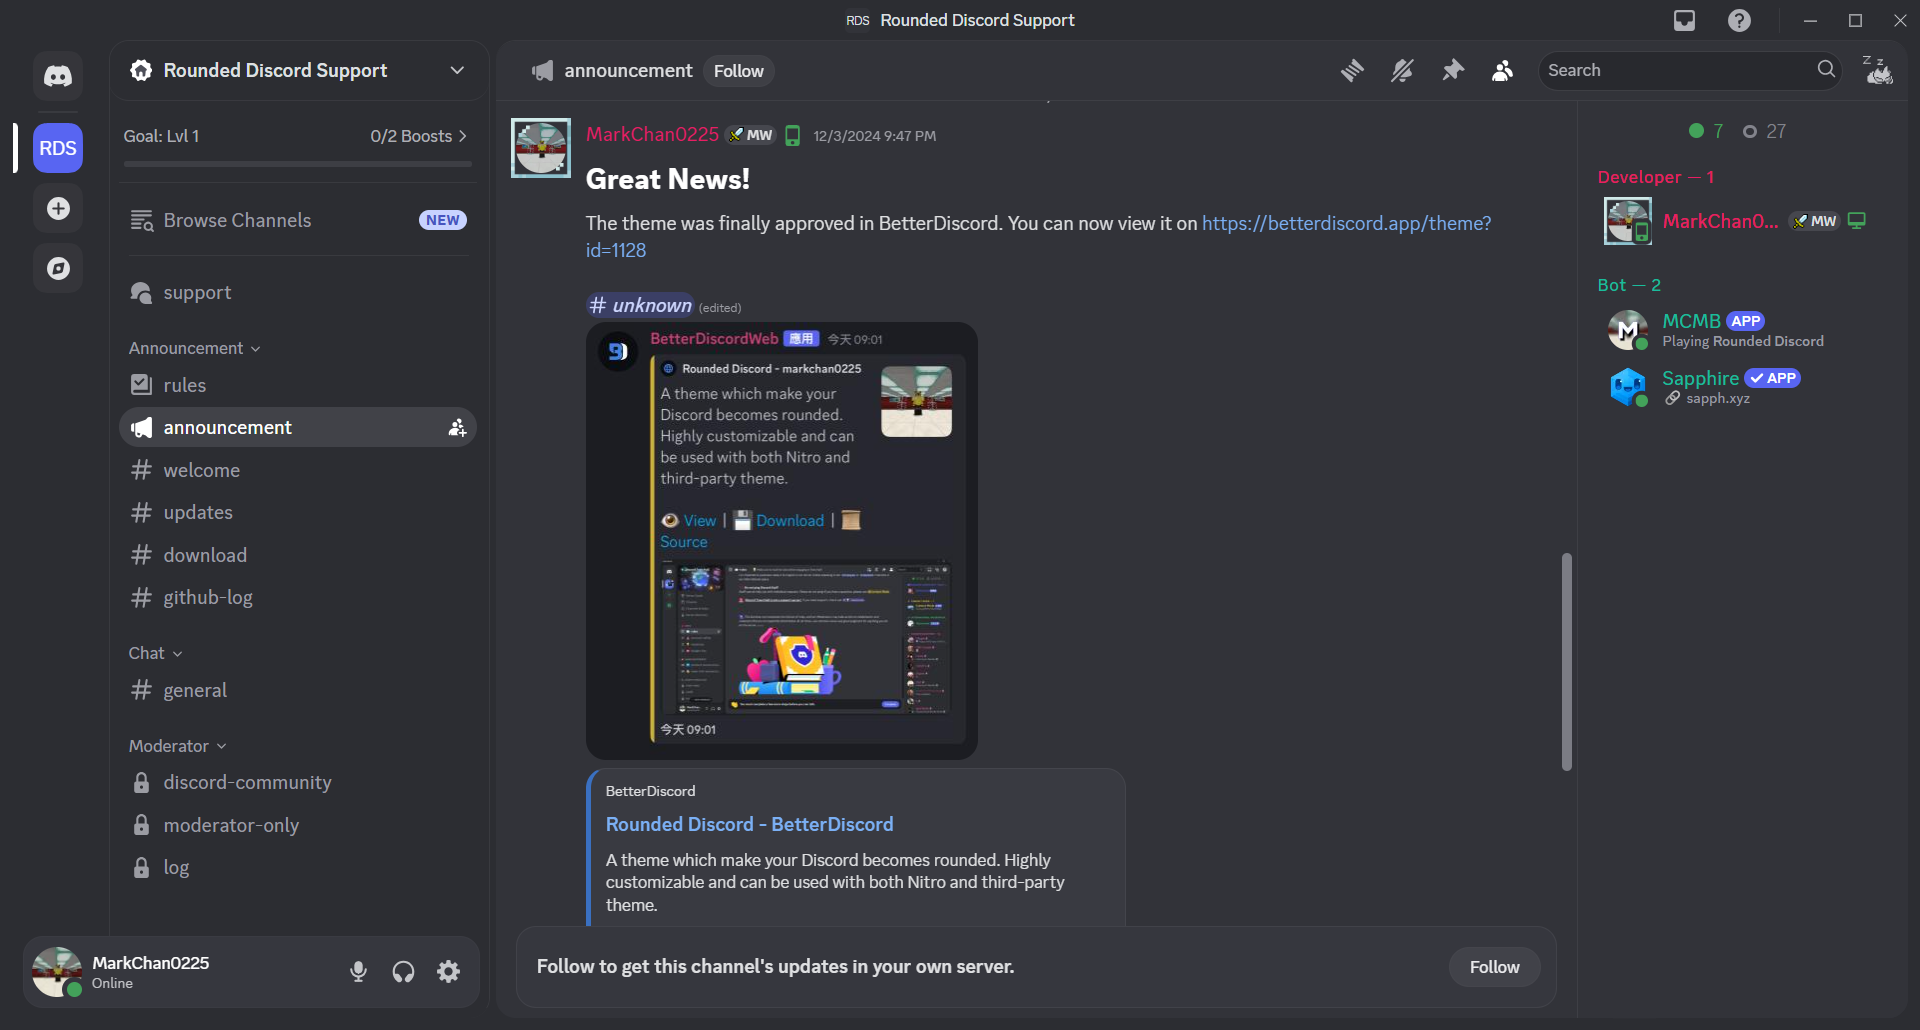 RDS Rounded Discord Support
RDS
Rounded Discord Support
Goal: Lvl 1
0/2 Boosts
Browse Channels
NEW
support
Announcement
rules
announcement
welcome
updates
download
github-log
Chat
general
Moderator
discord-community
moderator-only
log
MarkChan0225
Online
announcement
Follow
Search
MarkChan0225 MW 12/3/2024 9:47 PM
Great News!
The theme was finally approved in BetterDiscord. You can now view it on https://betterdiscord.app/theme?
id=1128
# unknown (edited)
BetterDiscordWeb 應用 今天 09:01
Rounded Discord - markchan0225
A theme which make your
Discord becomes rounded.
Highly customizable and can
be used with both Nitro and
third-party theme.
View | Download |
Source
今天 09:01
BetterDiscord
Rounded Discord - BetterDiscord
A theme which make your Discord becomes rounded. Highly
customizable and can be used with both Nitro and third-party
theme.
Follow to get this channel's updates in your own server.
Follow
7 27
Developer — 1
MarkChan0... MW
Bot — 2
MCMB APP
Playing Rounded Discord
Sapphire APP
sapph.xyz